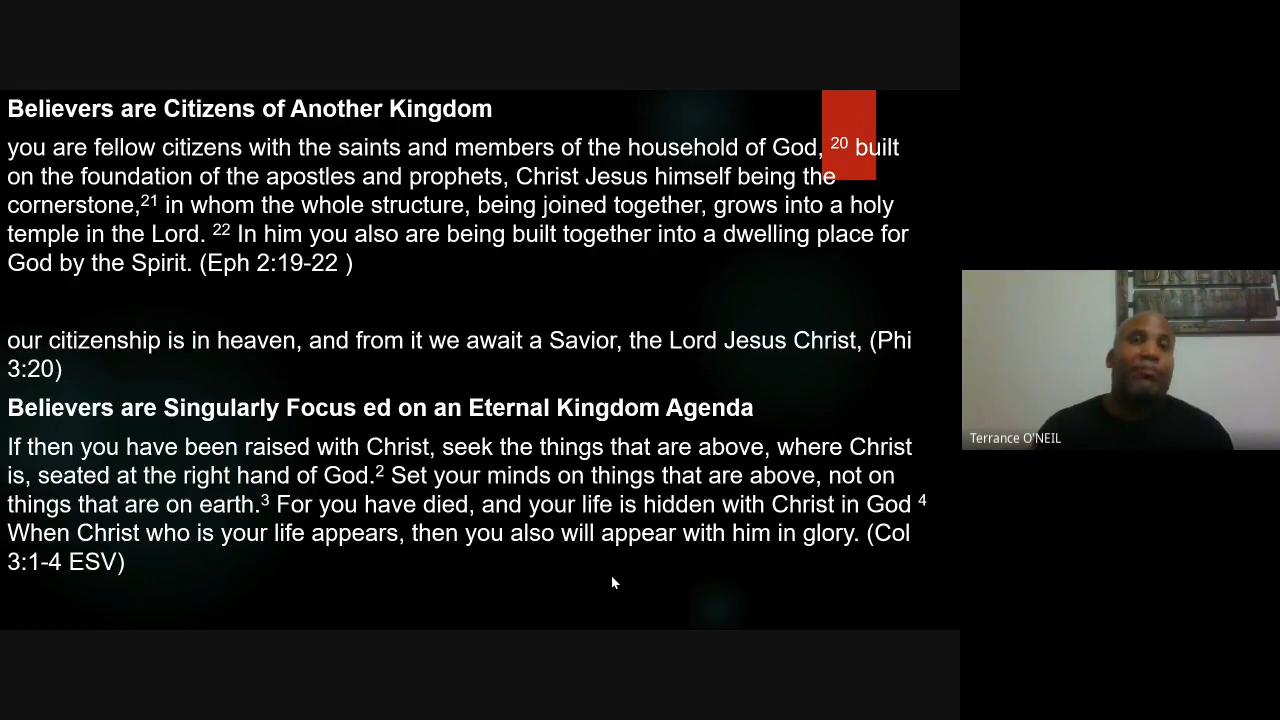 Believers are Citizens of Another Kingdom
you are fellow citizens with the saints and members of the household of God, 20 built
on the foundation of the apostles and prophets, Christ Jesus himself being the
cornerstone,21 in whom the whole structure, being joined together, grows into a holy
temple in the Lord. 22 In him you also are being built together into a dwelling place for
God by the Spirit. (Eph 2:19-22 )
our citizenship is in heaven, and from it we await a Savior, the Lord Jesus Christ, (Phi
3:20)
Believers are Singularly Focus ed on an Eternal Kingdom Agenda
If then you have been raised with Christ, seek the things that are above, where Christ
is, seated at the right hand of God.2 Set your minds on things that are above, not on
things that are on earth.3 For you have died, and your life is hidden with Christ in God 4
When Christ who is your life appears, then you also will appear with him in glory. (Col
3:1-4 ESV)
Terrance O'NEIL